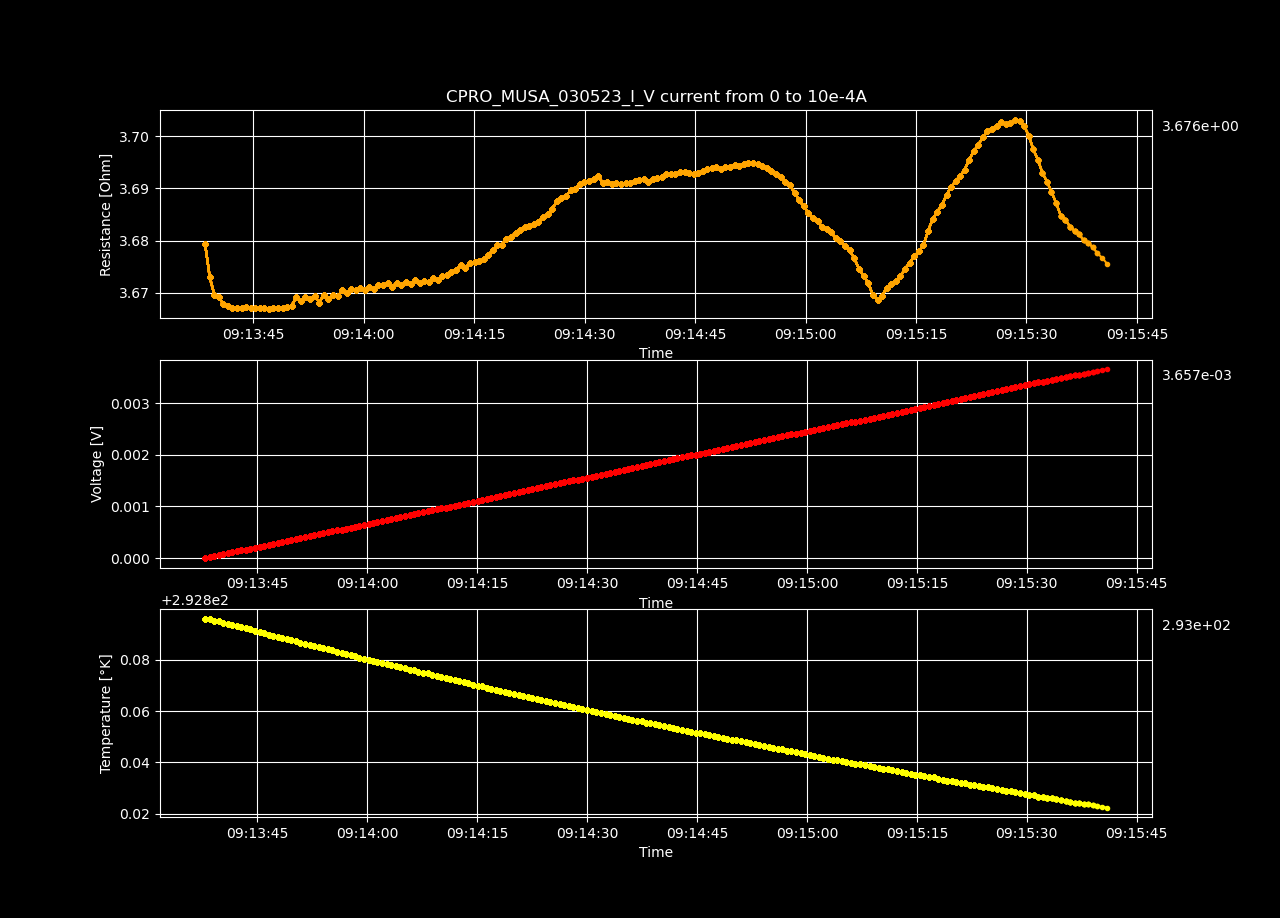 CPRO_MUSA_030523_I_V current from 0 to 10e-4A
3.676e+00
3.70
3.69
3.68
3.67
Resistance [Ohm]
09:13:45 09:14:00 09:14:15 09:14:30 09:14:45 09:15:00 09:15:15 09:15:30 09:15:45
Time
3.657e-03
0.003
0.002
0.001
0.000
Voltage [V]
09:13:45 09:14:00 09:14:15 09:14:30 09:14:45 09:15:00 09:15:15 09:15:30 09:15:45
Time
+2.928e2
2.93e+02
0.08
0.06
0.04
0.02
Temperature [°K]
09:13:45 09:14:00 09:14:15 09:14:30 09:14:45 09:15:00 09:15:15 09:15:30 09:15:45
Time